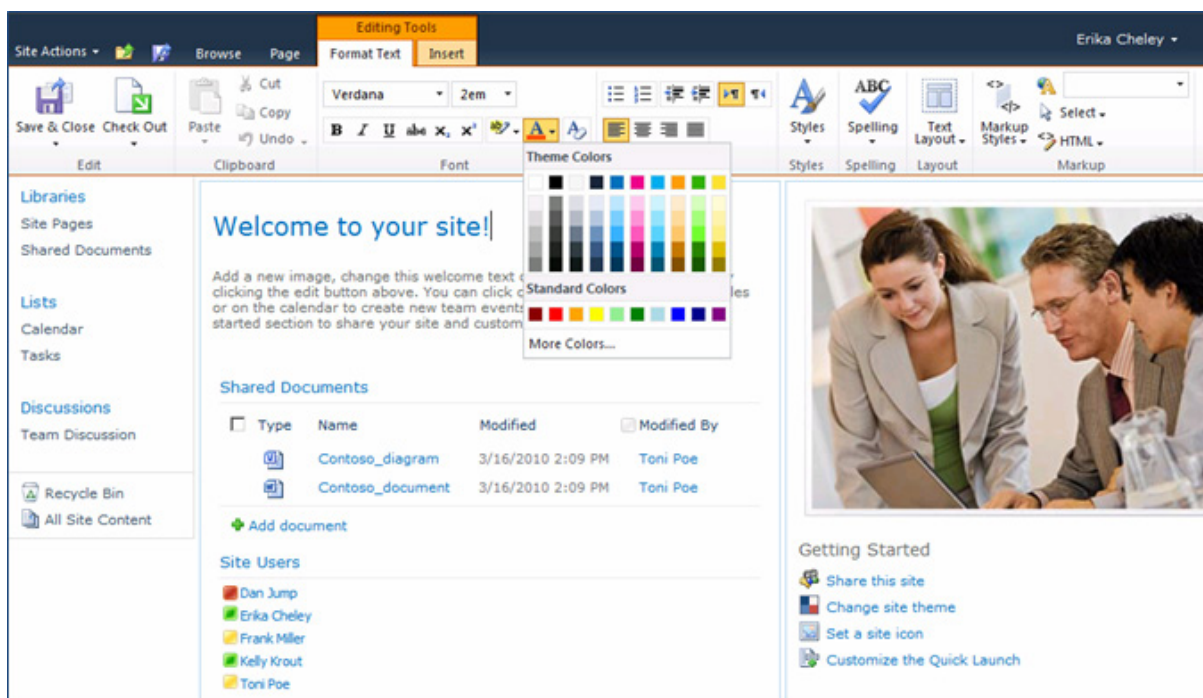 Editing Tools
Site Actions
Browse
Page
Format Text
Insert
Erika Cheley
Save & Close
Check Out
Edit
Paste
Cut
Copy
Undo
Clipboard
Verdana
2em
B I U abc x₂ x² A A
Font
Styles
Styles
ABC
Spelling
Spelling
Text
Layout
Layout
Markup
Styles
Select
HTML
Markup
Theme Colors
Standard Colors
More Colors...
Libraries
Site Pages
Shared Documents
Lists
Calendar
Tasks
Discussions
Team Discussion
Recycle Bin
All Site Content
Welcome to your site!
Add a new image, change this welcome text
clicking the edit button above. You can click
or on the calendar to create new team events
started section to share your site and custom
Shared Documents
Type Name Modified Modified By
Contoso_diagram 3/16/2010 2:09 PM Toni Poe
Contoso_document 3/16/2010 2:09 PM Toni Poe
Add document
Site Users
Dan Jump
Erika Cheley
Frank Miller
Kelly Krout
Toni Poe
Getting Started
Share this site
Change site theme
Set a site icon
Customize the Quick Launch